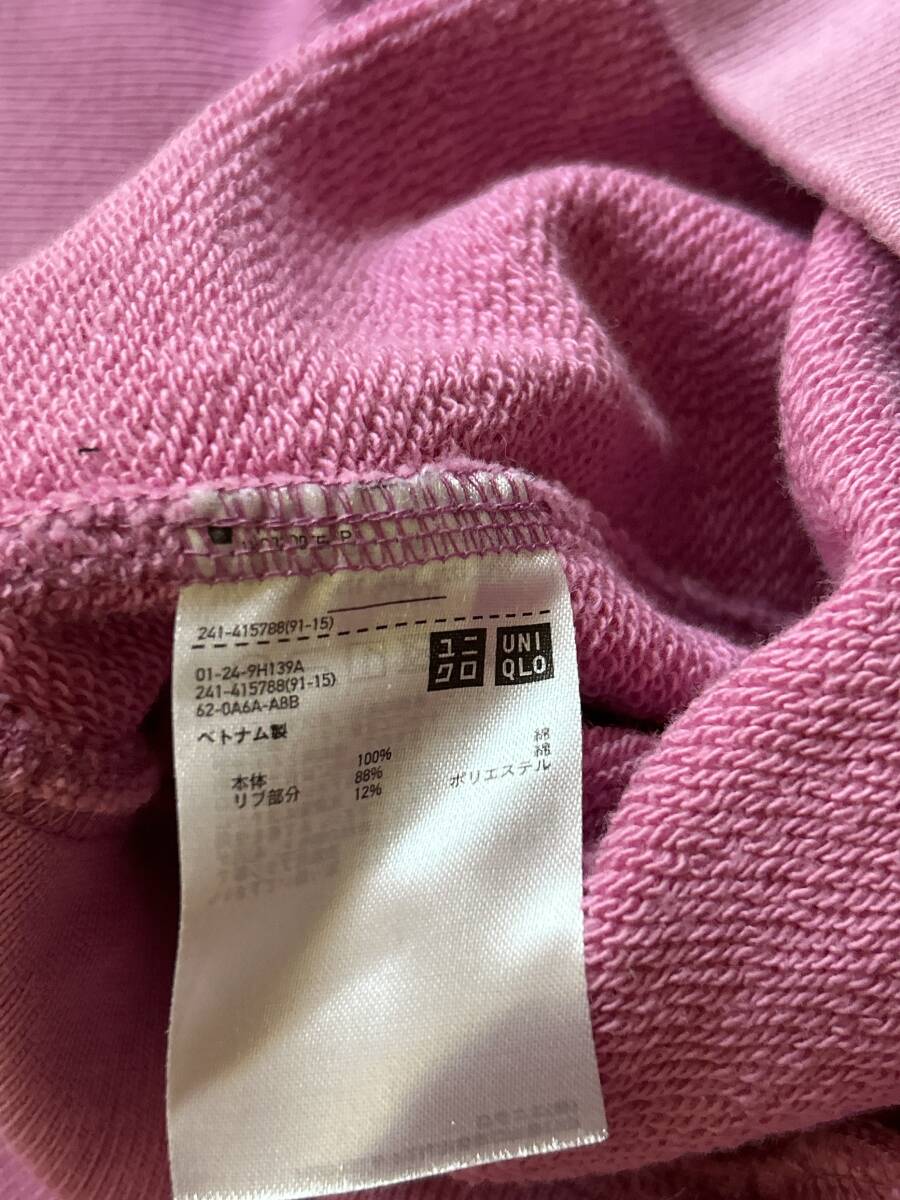 241-415788(91-15)
ユニ
クロ
UNI
QLO
01-24-9H139A
241-415788(91-15)
62-0A6A-ABB
ベトナム製
本体 100% 綿
リブ部分 88% 綿
12% ポリエステル